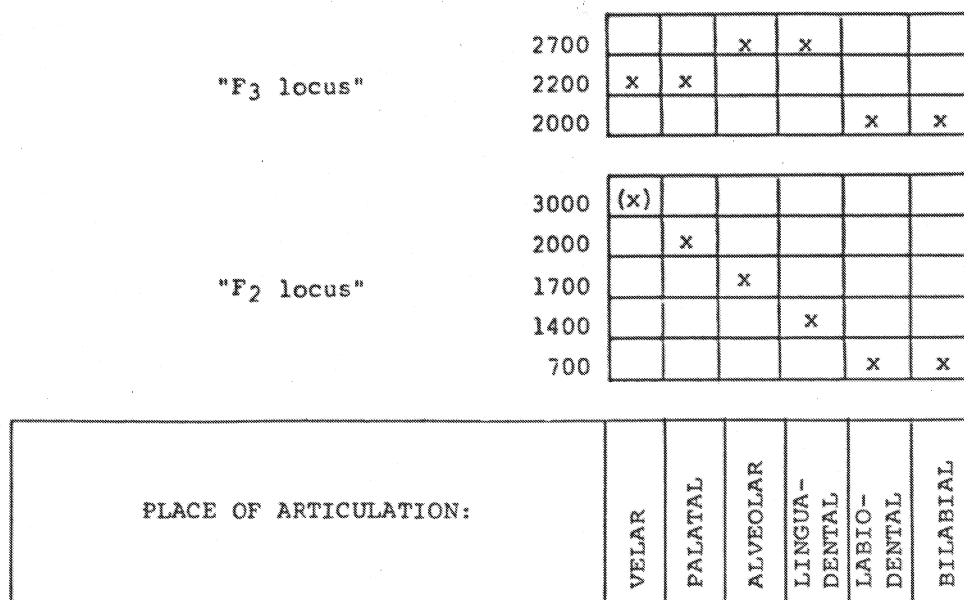 2700 x x
"F3 locus" 2200 x x
2000 x x
3000 (x)
2000 x
"F2 locus" 1700 x
1400 x
700 x x
PLACE OF ARTICULATION:
VELAR
PALATAL
ALVEOLAR
LINGUA-
DENTAL
LABIO-
DENTAL
BILABIAL